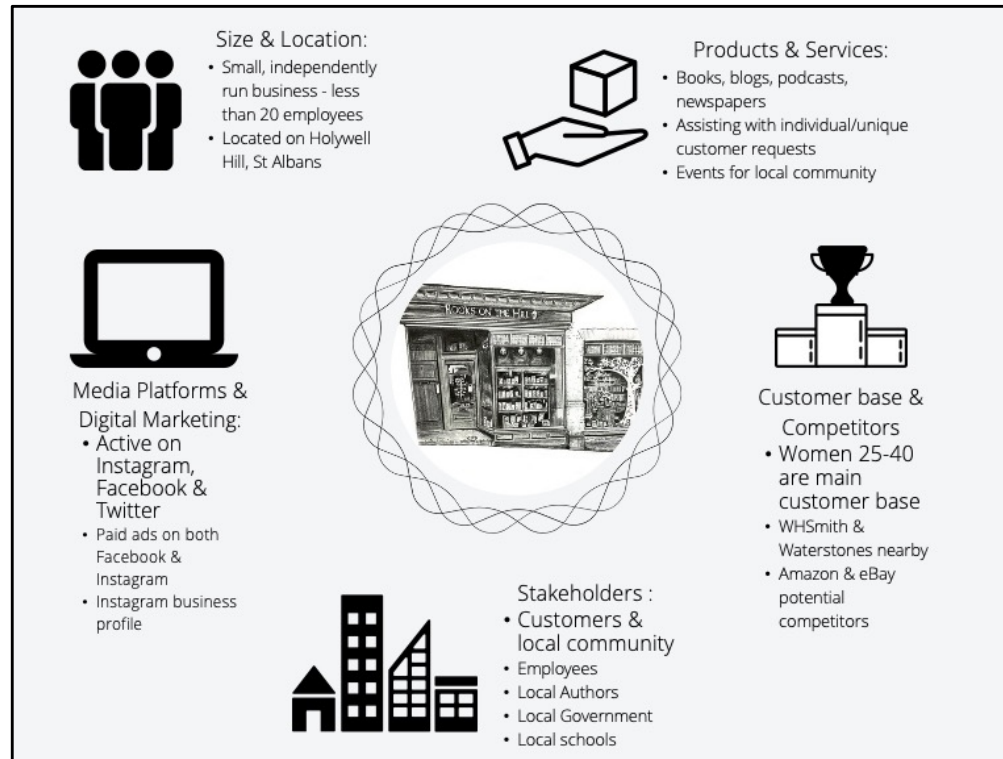 Size & Location:
• Small, independently
run business - less
than 20 employees
• Located on Holywell
Hill, St Albans
Products & Services:
• Books, blogs, podcasts,
newspapers
• Assisting with individual/unique
customer requests
• Events for local community
BOOKS ON THE HILL
Media Platforms &
Digital Marketing:
• Active on
Instagram,
Facebook &
Twitter
• Paid ads on both
Facebook &
Instagram
• Instagram business
profile
Customer base &
Competitors
• Women 25-40
are main
customer base
• WHSmith &
Waterstones nearby
• Amazon & eBay
potential
competitors
Stakeholders :
• Customers &
local community
• Employees
• Local Authors
• Local Government
• Local schools